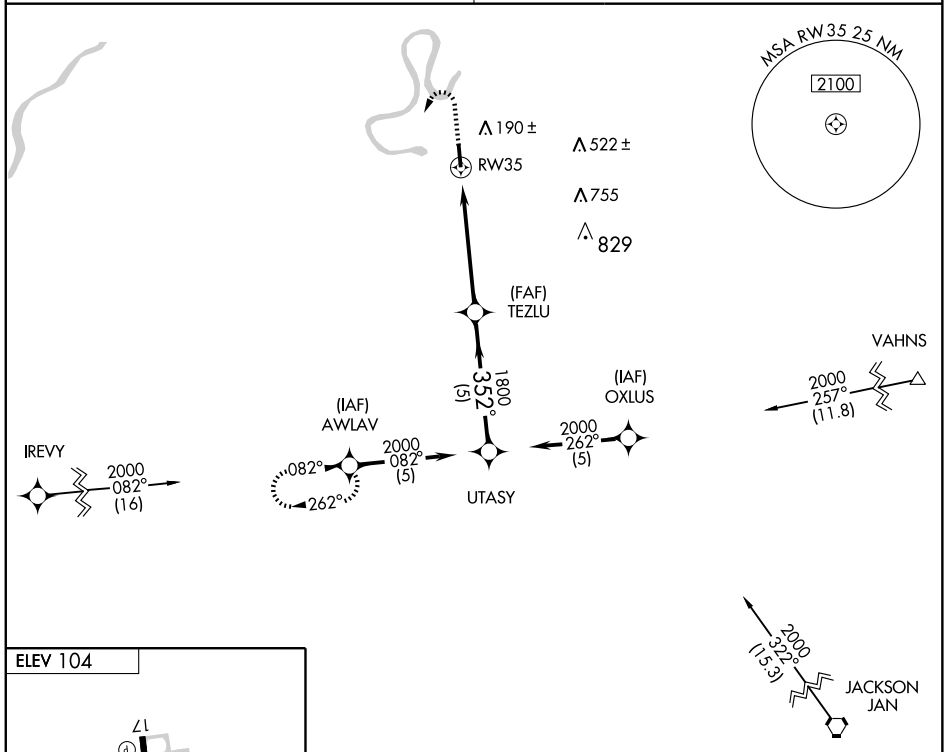 MSA RW35 25 NM
2100
190 ±
522 ±
RW35
755
829
(FAF)
TEZLU
VAHNS
1800
352°
(5)
(IAF)
OXLUS
2000
257°
(11.8)
(IAF)
AWLAV
2000
262°
(5)
IREVY
2000
082°
(16)
082°
2000
082°
(5)
262°
UTASY
2000
322°
(15.3)
JACKSON
JAN
ELEV 104
17
P